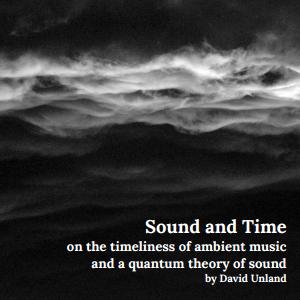 Sound and Time
on the timeliness of ambient music
and a quantum theory of sound
by David Unland